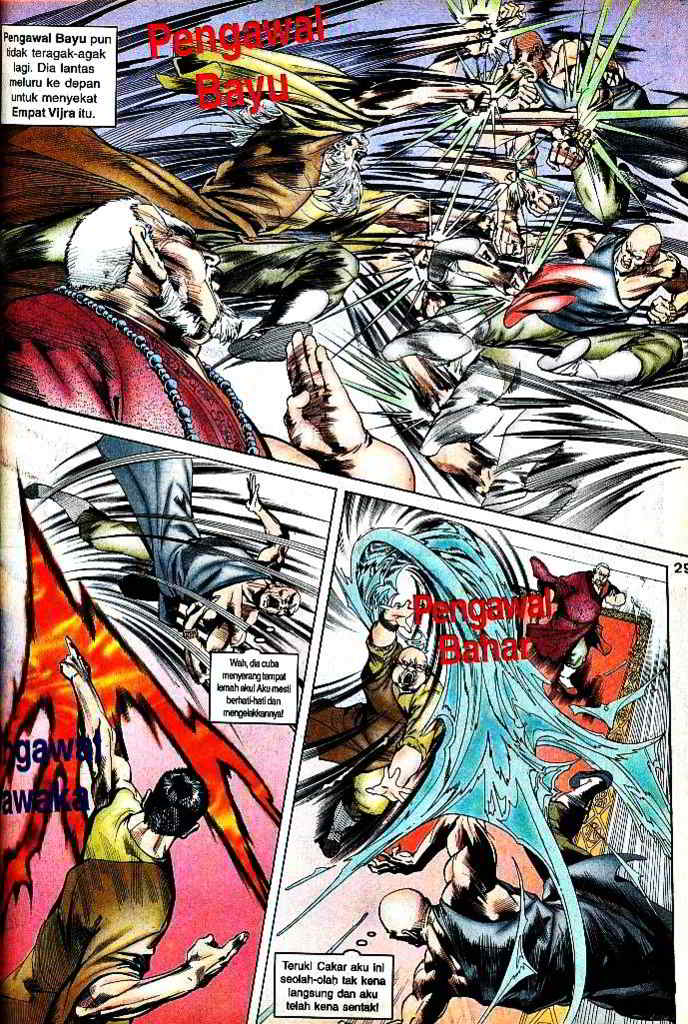 Pengawal Bayu pun
tidak teragak-agak
lagi. Dia lantas
meluru ke depan
untuk menyekat
Empat Vijra itu.
Pengawal
Bayu
29
Wah, dia cuba
menyerang tempat
lemah aku! Aku mesti
berhati-hati dan
mengelakkannya!
ngawal
awaka
Pengawal
Bahar
Teruk! Cakar aku ini
seolah-olah tak kena
langsung dan aku
telah kena sentak!